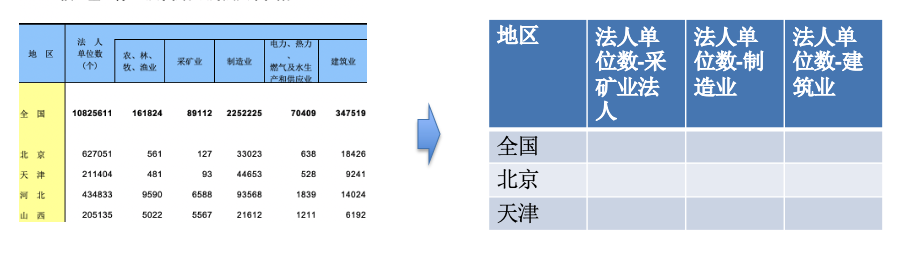 地 区
法 人
单位数
（个）
农、林、
牧、渔业
采矿业
制造业
电力、热力
、
燃气及水生
产和供应业
建筑业
全 国 10825611 161824 89112 2252225 70409 347519
北 京 627051 561 127 33023 638 18426
天 津 211404 481 93 44653 528 9241
河 北 434833 9590 6588 93568 1839 14024
山 西 205135 5022 5567 21612 1211 6192
地区
法人单
位数-采
矿业法
人
法人单
位数-制
造业
法人单
位数-建
筑业
全国
北京
天津